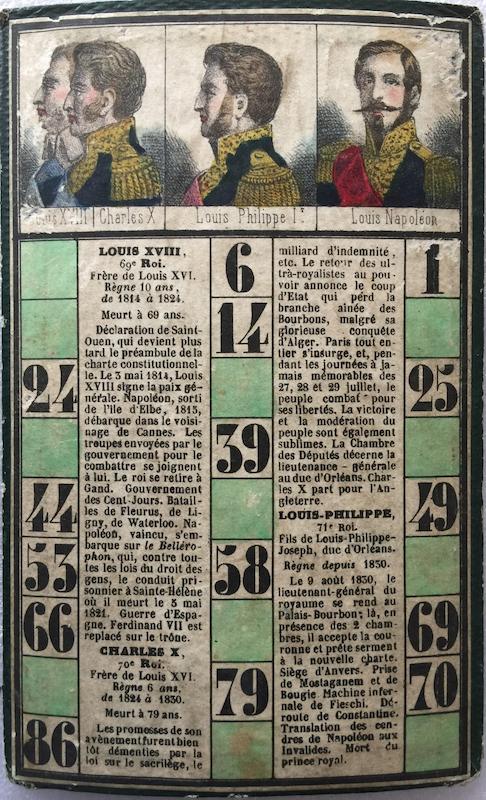 Louis XVIII | Charles X
Louis Philippe Iᵉʳ
Louis Napoléon
24
44
53
66
86
LOUIS XVIII,
69e Roi.
Frère de Louis XVI.
Règne 10 ans,
de 1814 à 1824.
Meurt à 69 ans.
Déclaration de Saint-
Ouen, qui devient plus
tard le préambule de la
charte constitutionnel-
le. Le 3 mai 1814, Louis
XVIII signe la paix gé-
nérale. Napoléon, sorti
de l'ile d'Elbe, 1815,
débarque dans le voisi-
nage de Cannes. Les
troupes envoyées par le
gouvernement pour le
combattre se joignent
à lui. Le roi se retire à
Gand. Gouvernement
des Cent-Jours. Batail-
les de Fleurus, de Li-
gny, de Waterloo. Na-
poléon, vaincu, s'em-
barque sur le Belléro-
phon, qui, contre tou-
tes les lois du droit des
gens, le conduit pri-
sonnier à Sainte-Hélène
où il meurt le 5 mai
1821. Guerre d'Espa-
gne. Ferdinand VII est
replacé sur le trône.
CHARLES X,
70e Roi.
Frère de Louis XVI.
Règne 6 ans,
de 1824 à 1830.
Meurt à 79 ans.
Les promesses de son
avènement furent bien
tôt démenties par la
loi sur le sacrilège, le
6
14
39
58
79
milliard d'indemnité,
etc. Le retour des ul-
trà-royalistes au pou-
voir annonce le coup
d'Etat qui perd la
branche ainée des
Bourbons, malgré sa
glorieuse conquête
d'Alger. Paris tout en-
tier s'insurge, et, pen-
dant les journées à ja-
mais mémorables des
27, 28 et 29 juillet, le
peuple combat pour
ses libertés. La victoire
et la modération du
peuple sont également
sublimes. La Chambre
des Députés décerne la
lieutenance - générale
au duc d'Orléans. Char-
les X part pour l'An-
gleterre.
LOUIS-PHILIPPE,
71e Roi.
Fils de Louis-Philippe-
Joseph, duc d'Orléans.
Règne depuis 1830.
Le 9 août 1830, le
lieutenant-général du
royaume se rend au
Palais-Bourbon; là, en
présence des 2 cham-
bres, il accepte la cou-
ronne et prête serment
à la nouvelle charte.
Siège d'Anvers. Prise
de Mostaganem et de
Bougie. Machine infer-
nale de Fieschi. Dé-
route de Constantine.
Translation des cen-
dres de Napoléon aux
Invalides. Mort du
prince royal.
1
25
49
69
70